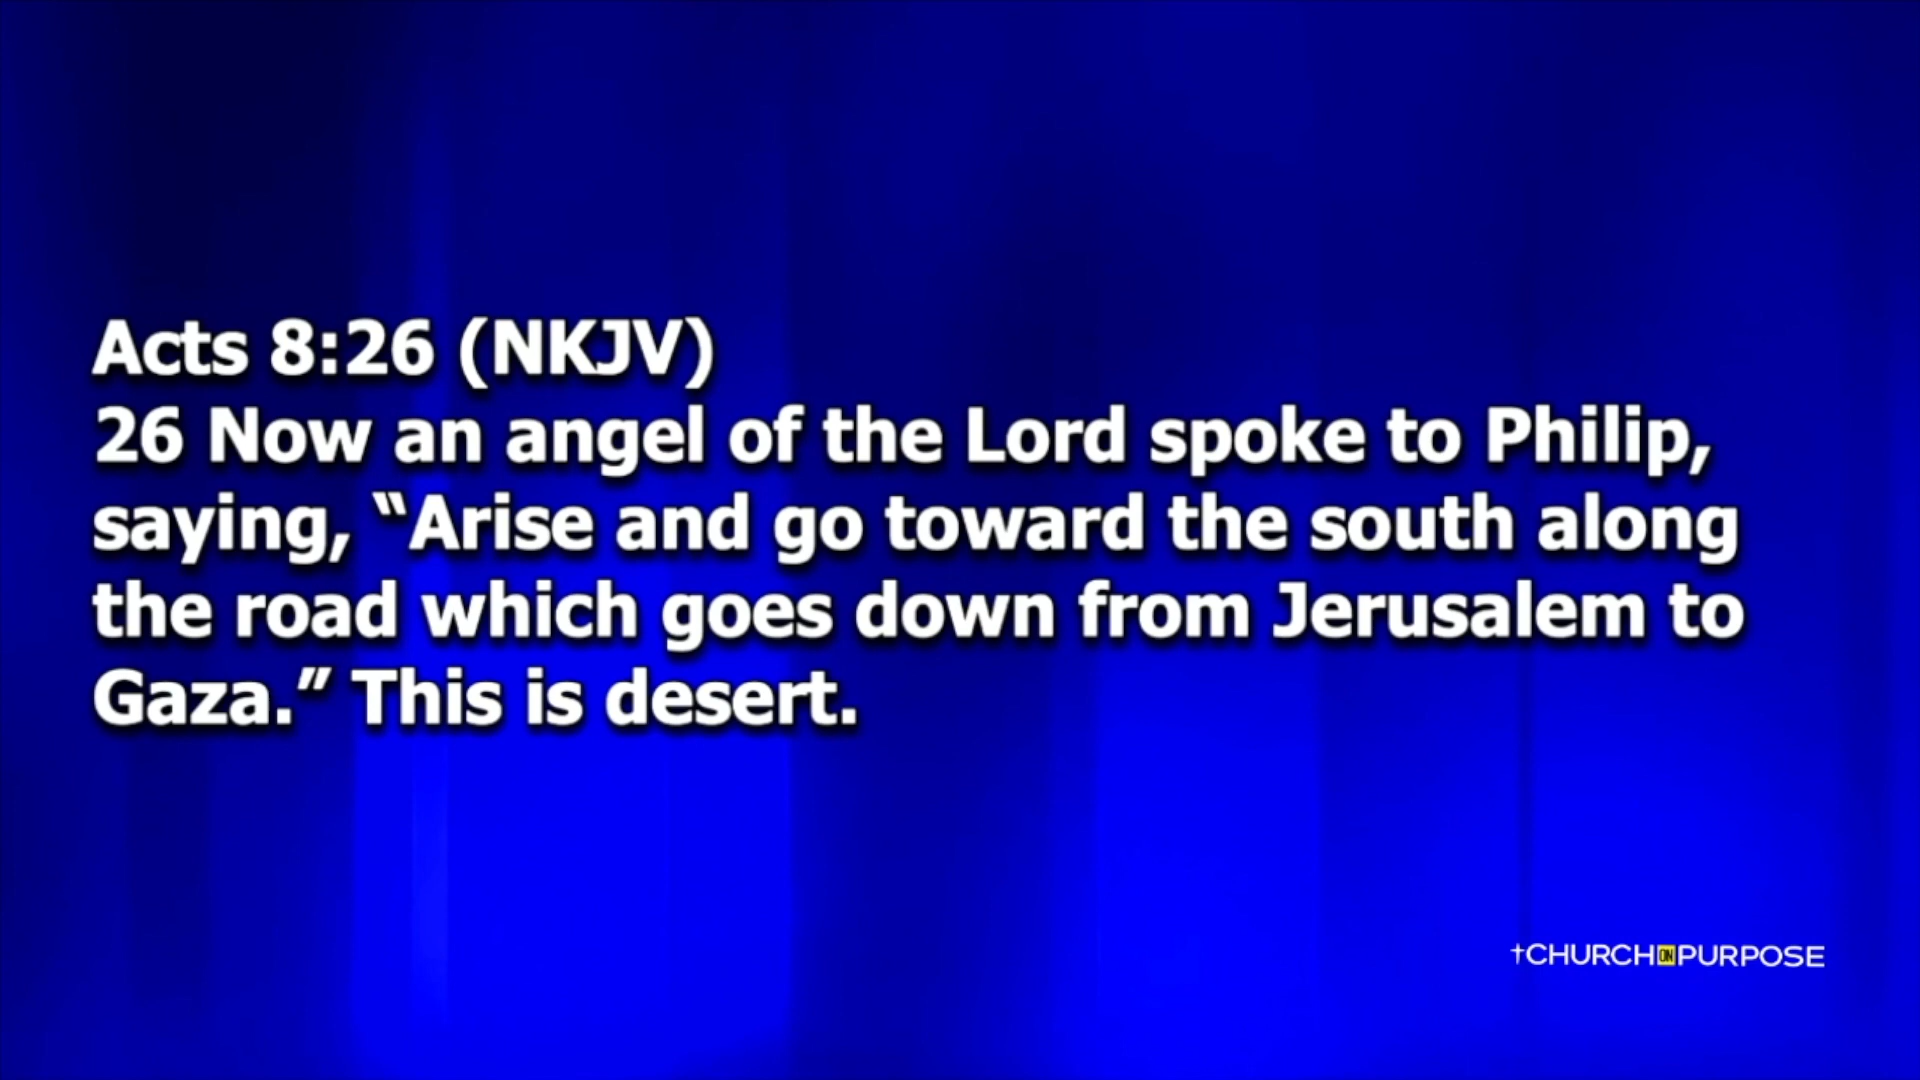 Acts 8:26 (NKJV)
26 Now an angel of the Lord spoke to Philip,
saying, “Arise and go toward the south along
the road which goes down from Jerusalem to
Gaza.” This is desert.
†CHURCH ON PURPOSE